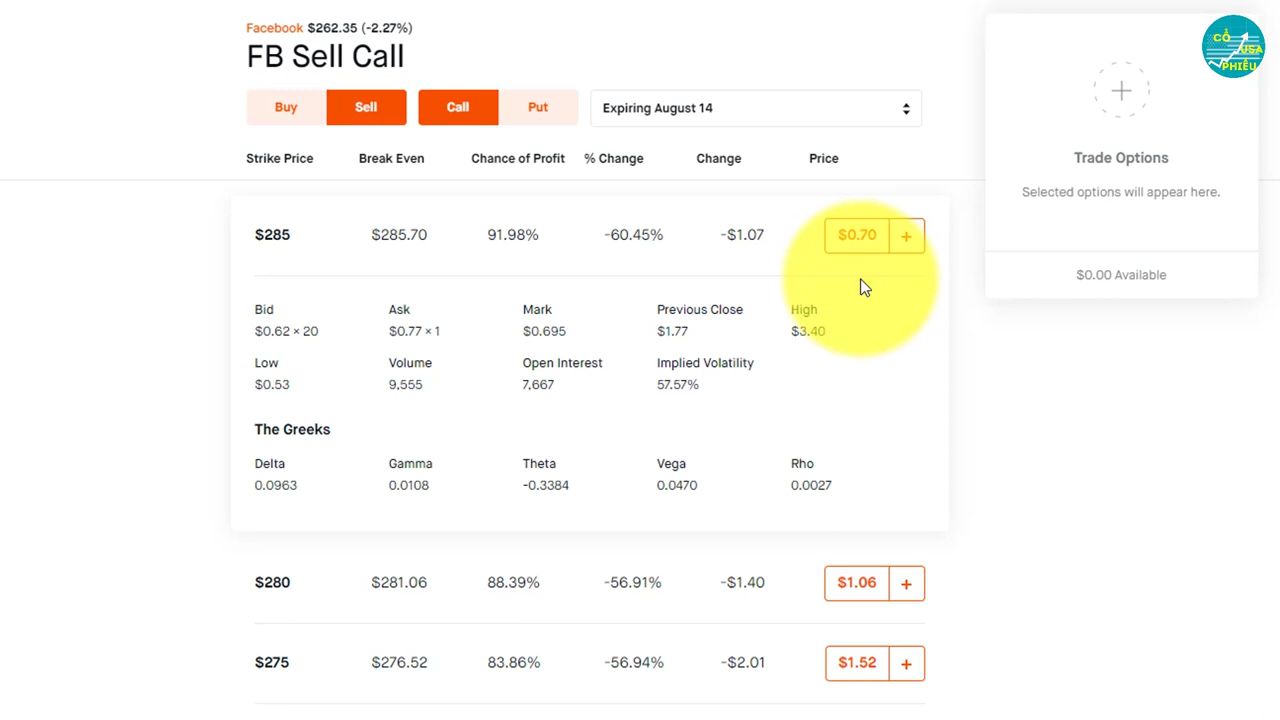 Facebook $262.35 (-2.27%)
FB Sell Call
Buy Sell Call Put Expiring August 14
Strike Price Break Even Chance of Profit % Change Change Price
$285 $285.70 91.98% -60.45% -$1.07 $0.70 +
Bid Ask Mark Previous Close High
$0.62 × 20 $0.77 × 1 $0.695 $1.77 $3.40
Low Volume Open Interest Implied Volatility
$0.53 9,555 7,667 57.57%
The Greeks
Delta Gamma Theta Vega Rho
0.0963 0.0108 -0.3384 0.0470 0.0027
$280 $281.06 88.39% -56.91% -$1.40 $1.06 +
$275 $276.52 83.86% -56.94% -$2.01 $1.52 +
CỔ
USA
PHIẾU
+
Trade Options
Selected options will appear here.
$0.00 Available